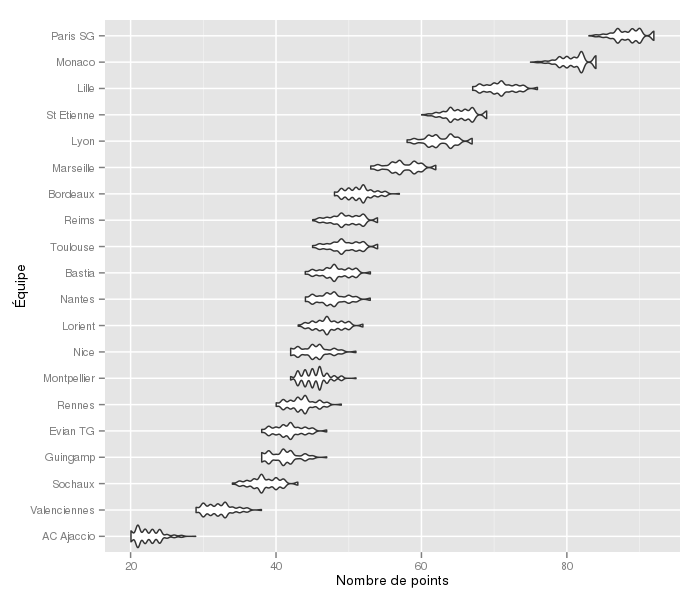 Paris SG
Monaco
Lille
St Etienne
Lyon
Marseille
Bordeaux
Reims
Toulouse
Bastia
Nantes
Lorient
Nice
Montpellier
Rennes
Evian TG
Guingamp
Sochaux
Valenciennes
AC Ajaccio
Équipe
20 40 60 80
Nombre de points